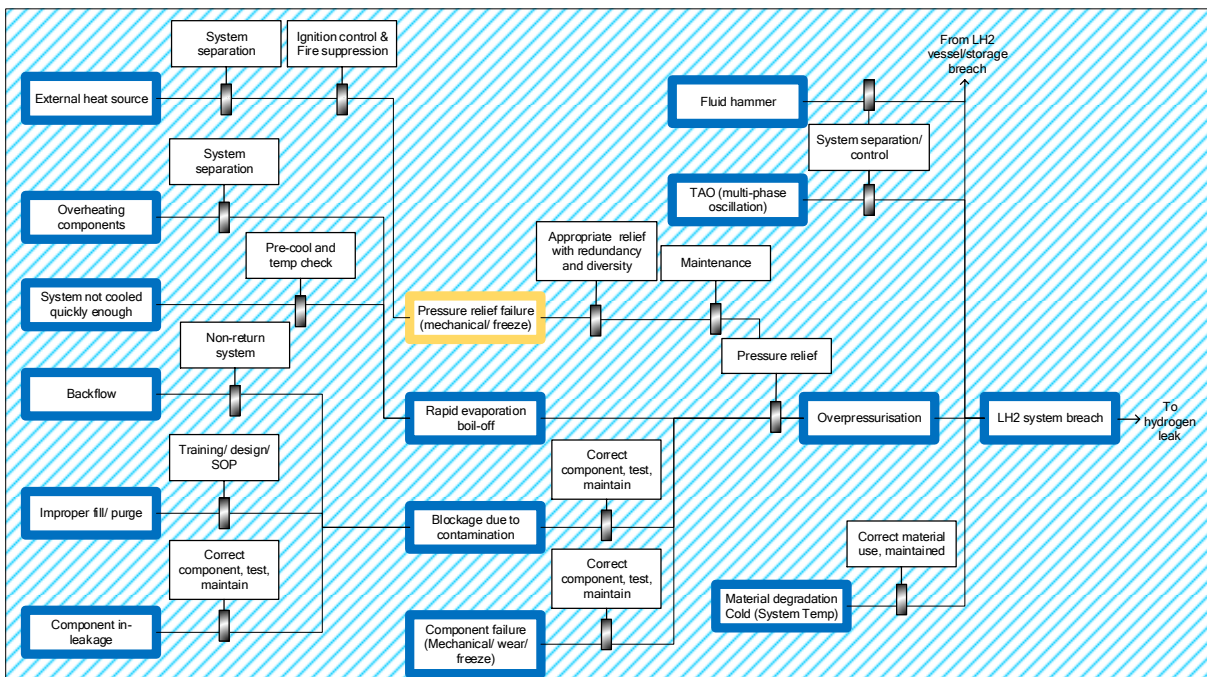 System
separation
Ignition control &
Fire suppression
From LH2
vessel/storage
breach
External heat source
Fluid hammer
System
separation
System separation/
control
Overheating
components
TAO (multi-phase
oscillation)
Pre-cool and
temp check
Appropriate relief
with redundancy
and diversity
Maintenance
System not cooled
quickly enough
Pressure relief failure
(mechanical/ freeze)
Non-return
system
Pressure relief
Backflow
Rapid evaporation
boil-off
Overpressurisation
LH2 system breach
To
hydrogen
leak
Training/ design/
SOP
Correct
component, test,
maintain
Improper fill/ purge
Blockage due to
contamination
Correct material
use, maintained
Correct
component, test,
maintain
Correct
component, test,
maintain
Material degradation
Cold (System Temp)
Component in-
leakage
Component failure
(Mechanical/ wear/
freeze)